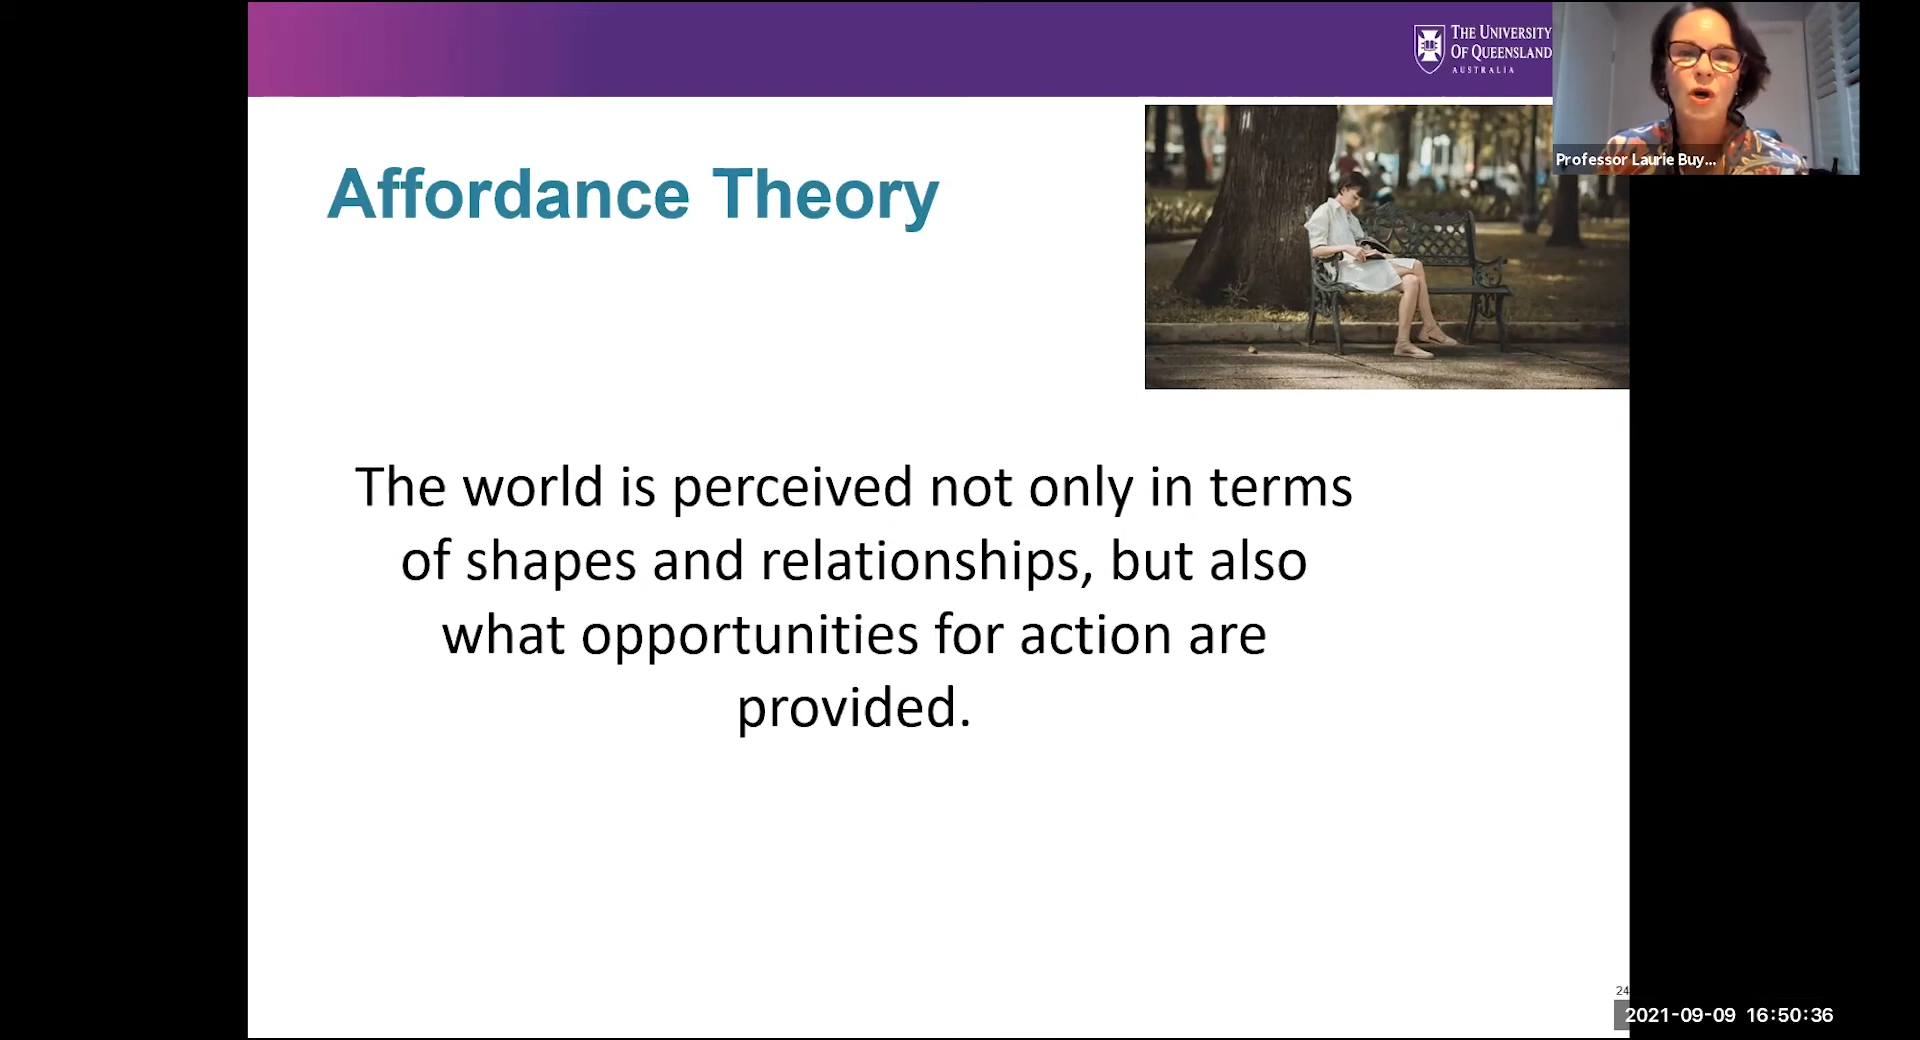 THE UNIVERSITY
OF QUEENSLAND
AUSTRALIA
Professor Laurie Buy...
Affordance Theory
The world is perceived not only in terms
of shapes and relationships, but also
what opportunities for action are
provided.
24
2021-09-09 16:50:36